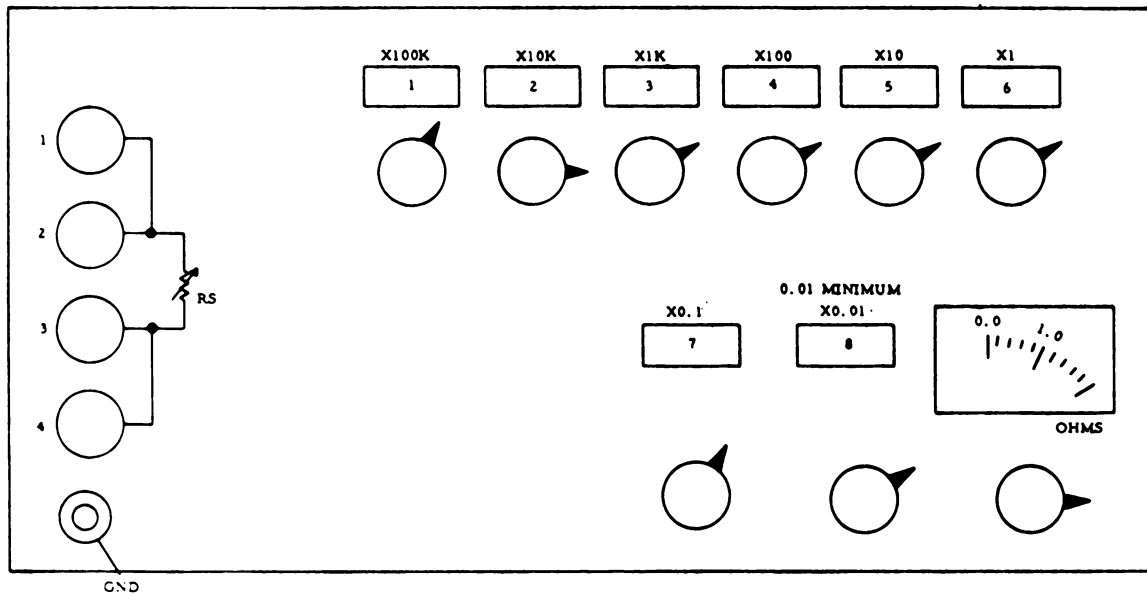 X100K X10K X1K X100 X10 X1
1 2 3 4 5 6
1
2
RS
3
4
GND
0.01 MINIMUM
X0.1 X0.01
7 8
0.0 1.0
OHMS